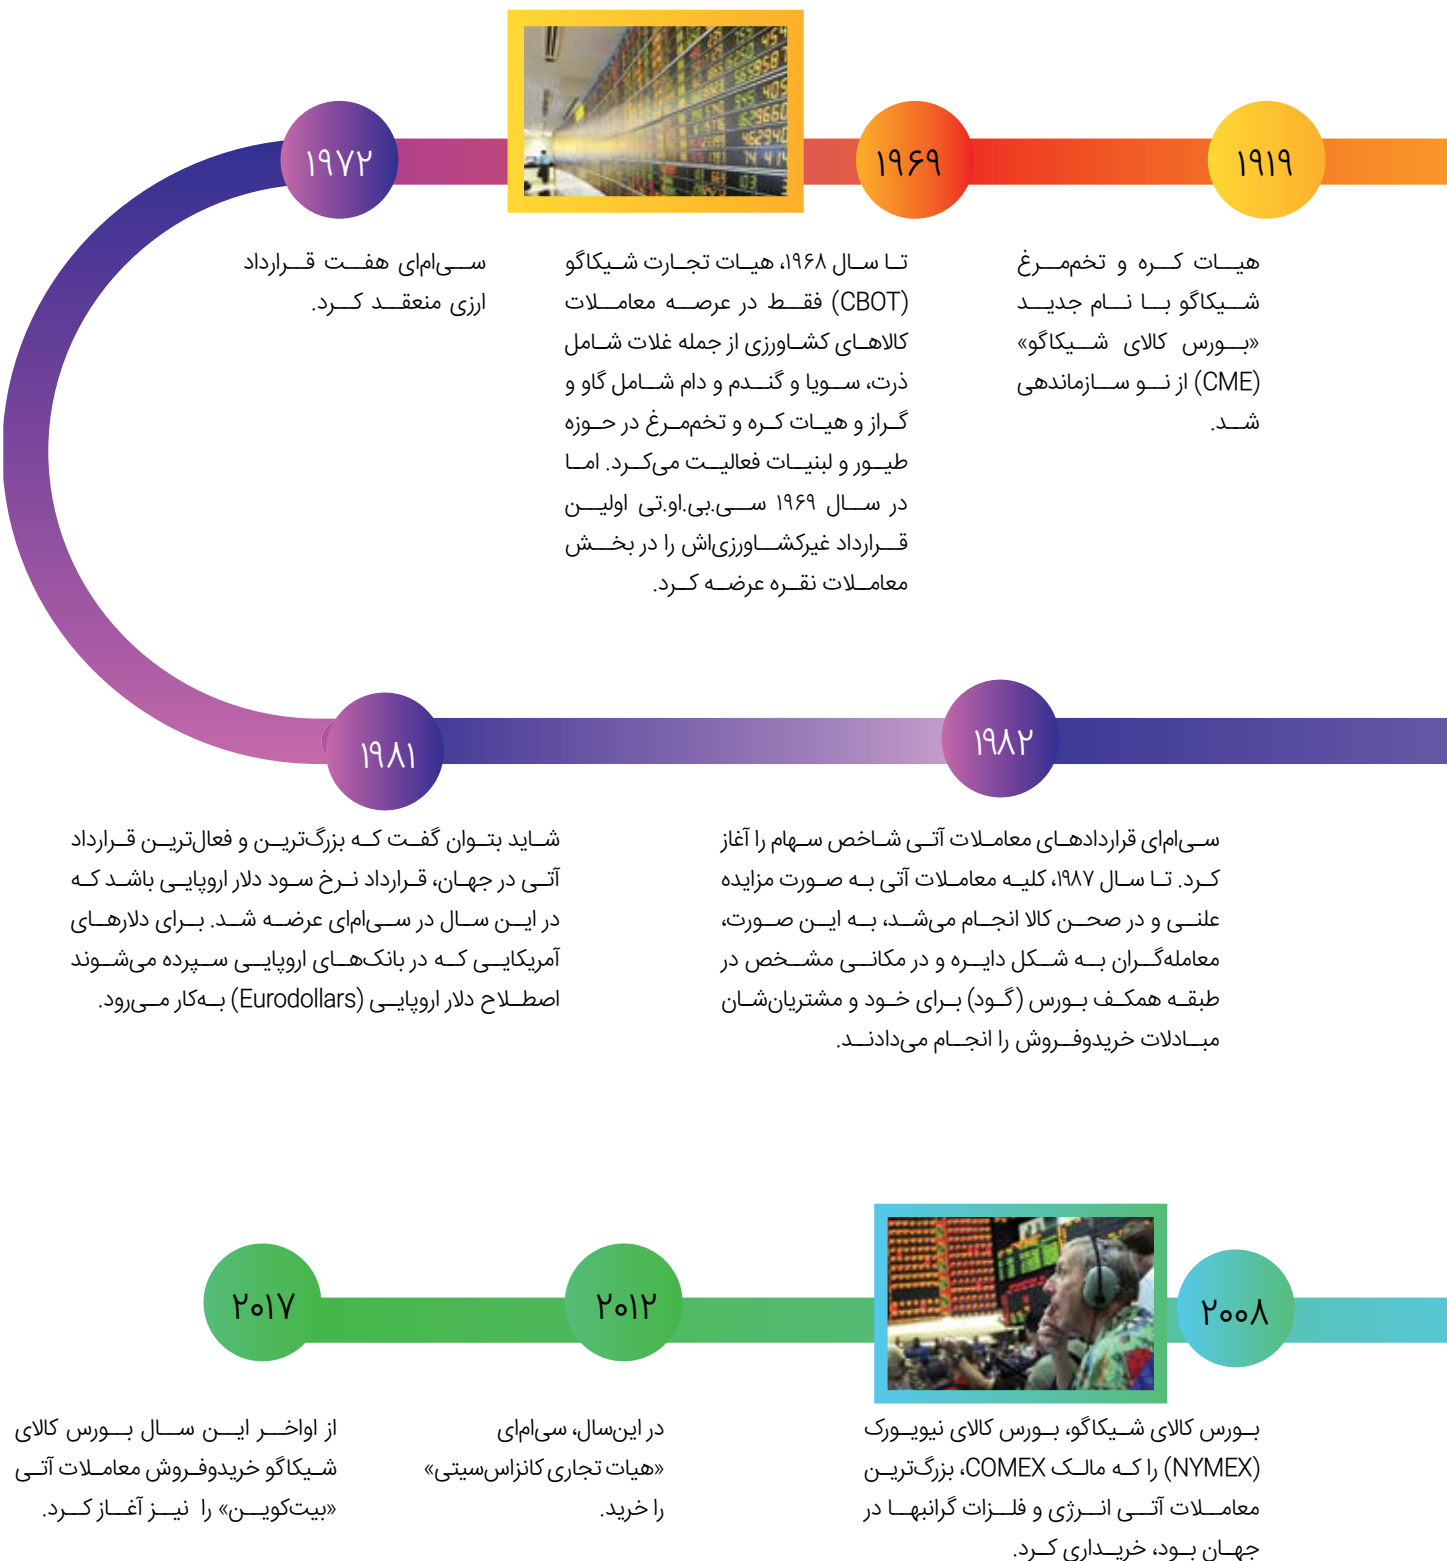 ۱۹۱۹
هیات کره و تخم‌مرغ
شیکاگو با نام جدید
«بورس کالای شیکاگو»
(CME) از نو سازماندهی
شد.
۱۹۶۹
تا سال ۱۹۶۸، هیات تجارت شیکاگو
(CBOT) فقط در عرصه معاملات
کالاهای کشاورزی از جمله غلات شامل
ذرت، سویا و گندم و دام شامل گاو و
گراز و هیات کره و تخم‌مرغ در حوزه
طیور و لبنیات فعالیت می‌کرد. اما
در سال ۱۹۶۹ سی.بی.او.تی اولین
قرارداد غیرکشاورزی‌اش را در بخش
معاملات نقره عرضه کرد.
۱۹۷۲
سی‌ام‌ای هفت قرارداد
ارزی منعقد کرد.
۱۹۸۱
شاید بتوان گفت که بزرگ‌ترین و فعال‌ترین قرارداد
آتی در جهان، قرارداد نرخ سود دلار اروپایی باشد که
در این سال در سی‌ام‌ای عرضه شد. برای دلارهای
آمریکایی که در بانک‌های اروپایی سپرده می‌شوند
اصطلاح دلار اروپایی (Eurodollars) به‌کار می‌رود.
۱۹۸۲
سی‌ام‌ای قراردادهای معاملات آتی شاخص سهام را آغاز
کرد. تا سال ۱۹۸۷، کلیه معاملات آتی به صورت مزایده
علنی و در صحن کالا انجام می‌شد، به این صورت،
معامله‌گران به شکل دایره و در مکانی مشخص در
طبقه همکف بورس (گود) برای خود و مشتریان‌شان
مبادلات خریدوفروش را انجام می‌دادند.
۲۰۰۸
بورس کالای شیکاگو، بورس کالای نیویورک
(NYMEX) را که مالک COMEX، بزرگ‌ترین
معاملات آتی انرژی و فلزات گرانبها در
جهان بود، خریداری کرد.
۲۰۱۲
در این‌سال، سی‌ام‌ای
«هیات تجاری کانزاس‌سیتی»
را خرید.
۲۰۱۷
از اواخر این سال بورس کالای
شیکاگو خریدوفروش معاملات آتی
«بیت‌کوین» را نیز آغاز کرد.